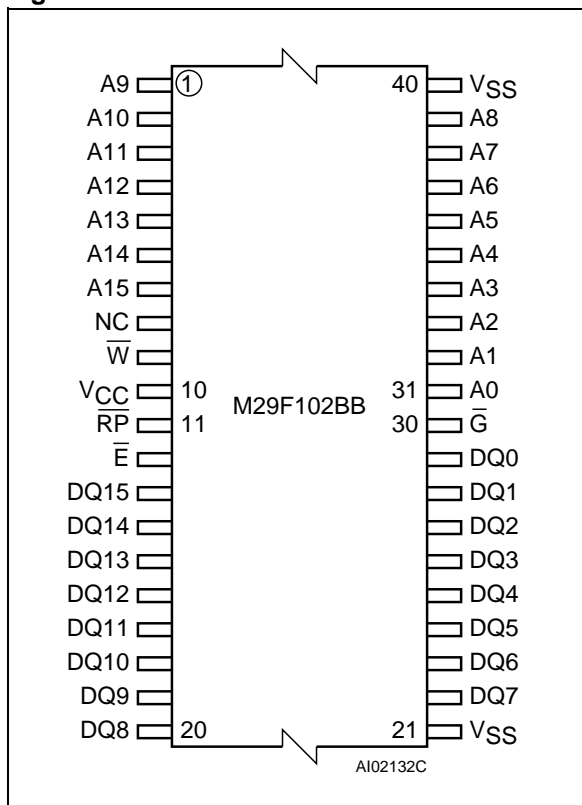 A9 1 40 VSS
A10 A8
A11 A7
A12 A6
A13 A5
A14 A4
A15 A3
NC A2
W̅ A1
VCC 10 31 A0
M29F102BB
R̅P̅ 11 30 G̅
E̅ DQ0
DQ15 DQ1
DQ14 DQ2
DQ13 DQ3
DQ12 DQ4
DQ11 DQ5
DQ10 DQ6
DQ9 DQ7
DQ8 20 21 VSS
AI02132C